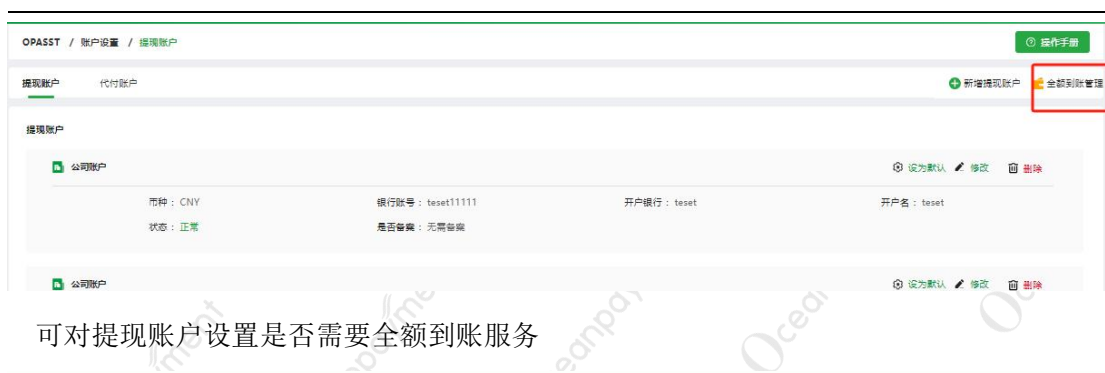 OPASST / 账户设置 / 提现账户
操作手册
提现账户 代付账户 新增提现账户 全额到账管理
提现账户
公司账户 设为默认 修改 删除
币种：CNY 银行账号：teset11111 开户银行：teset 开户名：teset
状态：正常 是否备案：无需备案
公司账户 设为默认 修改 删除
可对提现账户设置是否需要全额到账服务